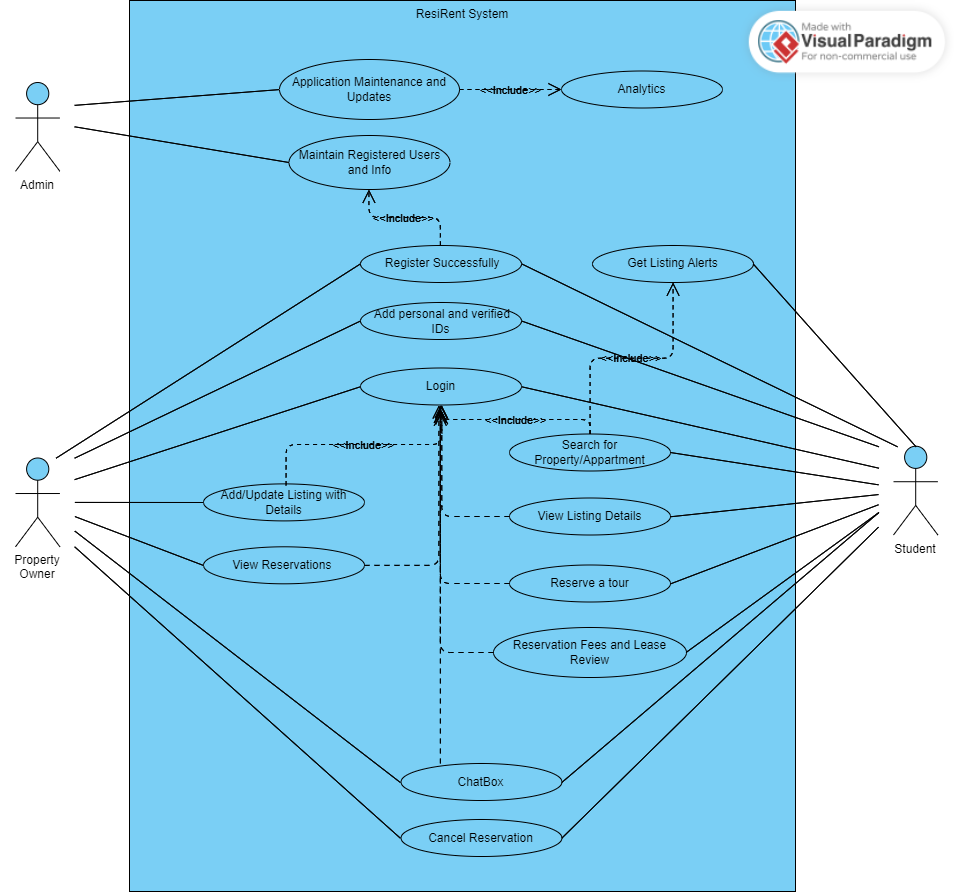 ResiRent System
Made with
VisualParadigm
For non-commercial use
Application Maintenance and
Updates
<<Include>>
Analytics
Admin
Maintain Registered Users
and Info
<<Include>>
Register Successfully
Get Listing Alerts
Add personal and verified
IDs
<<Include>>
Login
<<Include>>
<<Include>>
Search for
Property/Appartment
Add/Update Listing with
Details
View Listing Details
Property
Owner
Student
View Reservations
Reserve a tour
Reservation Fees and Lease
Review
ChatBox
Cancel Reservation